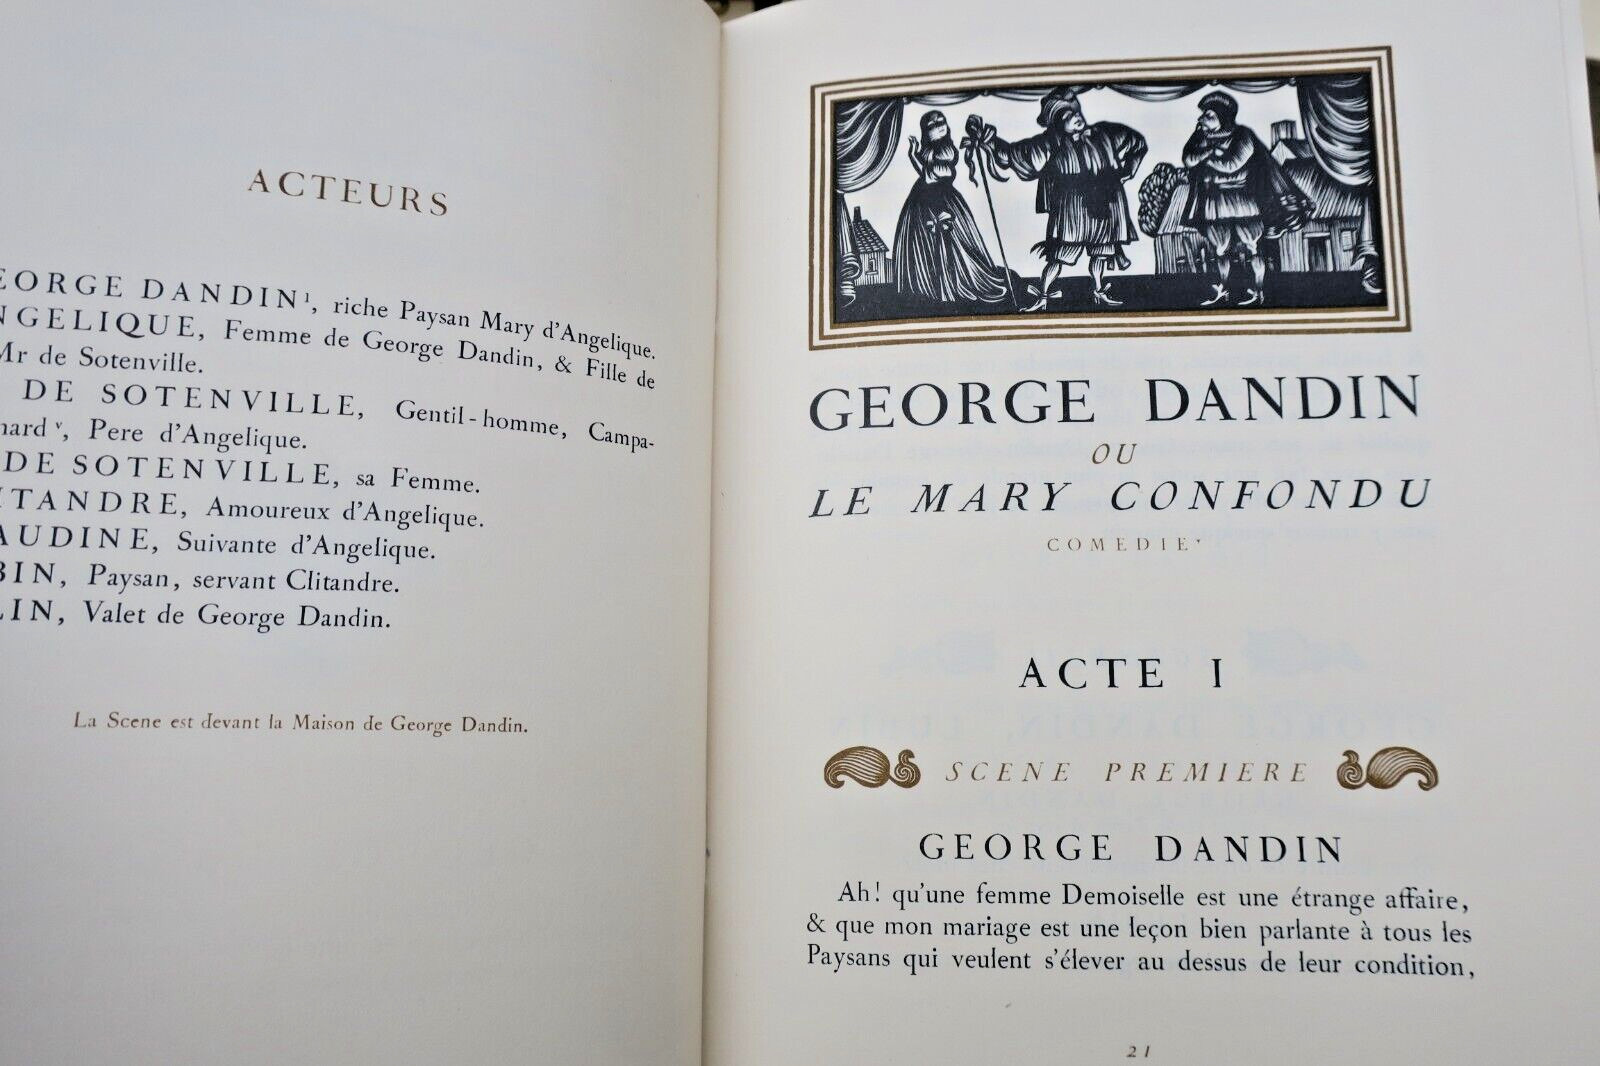 ACTEURS
EORGE DANDIN¹, riche Paysan Mary d'Angelique.
NGELIQUE, Femme de George Dandin, & Fille de
Mr de Sotenville.
DE SOTENVILLE, Gentil-homme, Campa-
nard ᵛ, Pere d'Angelique.
DE SOTENVILLE, sa Femme.
ITANDRE, Amoureux d'Angelique.
AUDINE, Suivante d'Angelique.
BIN, Paysan, servant Clitandre.
LIN, Valet de George Dandin.
La Scene est devant la Maison de George Dandin.
GEORGE DANDIN
OU
LE MARY CONFONDU
COMEDIE ᵛ
ACTE I
SCENE PREMIERE
GEORGE DANDIN
Ah! qu'une femme Demoiselle est une étrange affaire,
& que mon mariage est une leçon bien parlante à tous les
Paysans qui veulent s'élever au dessus de leur condition,
21